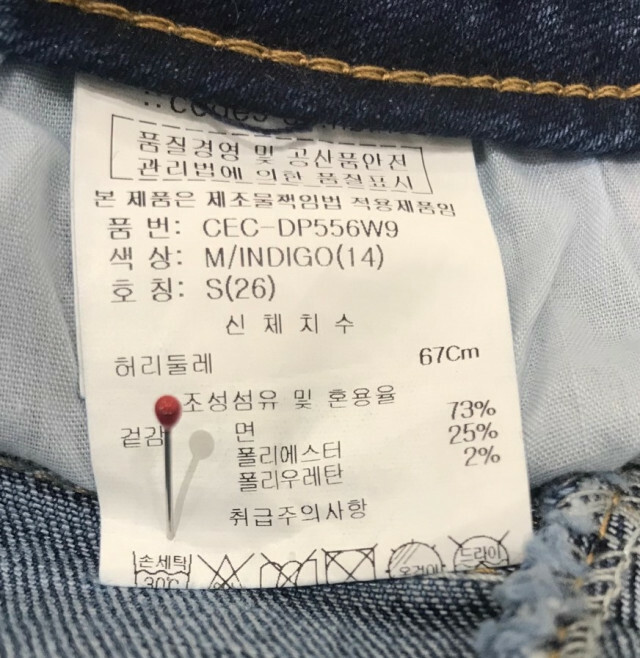 품질경영 및 공산품안전
관리법에 의한 품질표시
본 제품은 제조물책임법 적용제품임
품 번: CEC-DP556W9
색 상: M/INDIGO(14)
호 칭: S(26)
신 체 치 수
허리둘레 67Cm
조성섬유 및 혼용율
겉감 면 73%
폴리에스터 25%
폴리우레탄 2%
취급주의사항
손세탁 드라이
30℃ 옷걸이